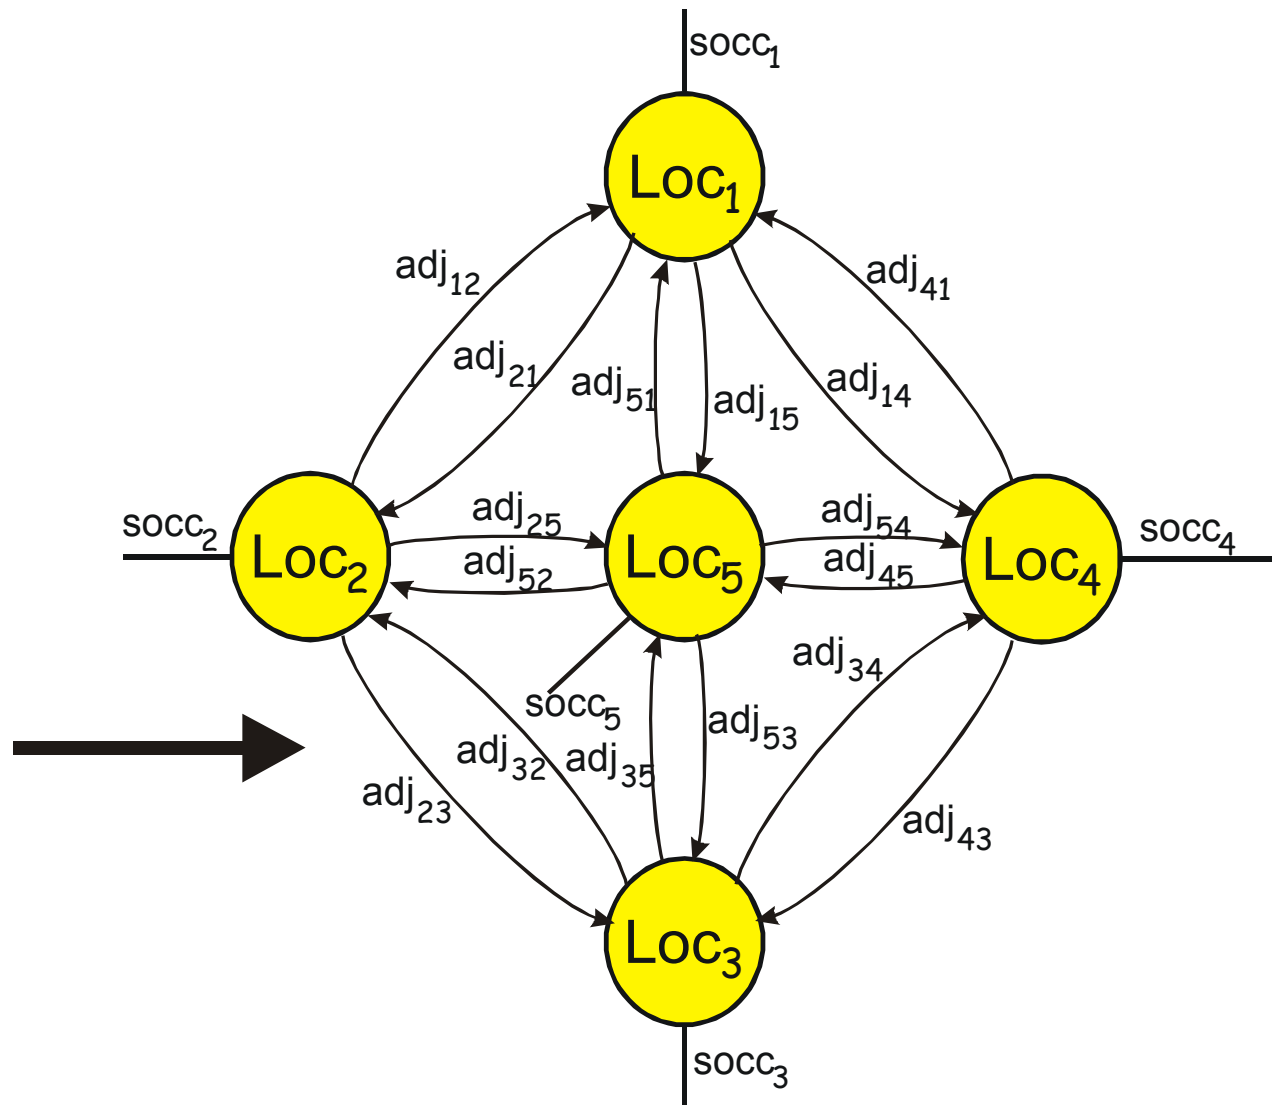 socc₁
Loc₁
adj₁₂
adj₄₁
adj₂₁
adj₅₁
adj₁₅
adj₁₄
socc₂
Loc₂
adj₂₅
adj₅₂
Loc₅
adj₅₄
adj₄₅
Loc₄
socc₄
socc₅
adj₃₄
adj₂₃
adj₃₂
adj₃₅
adj₅₃
adj₄₃
Loc₃
socc₃